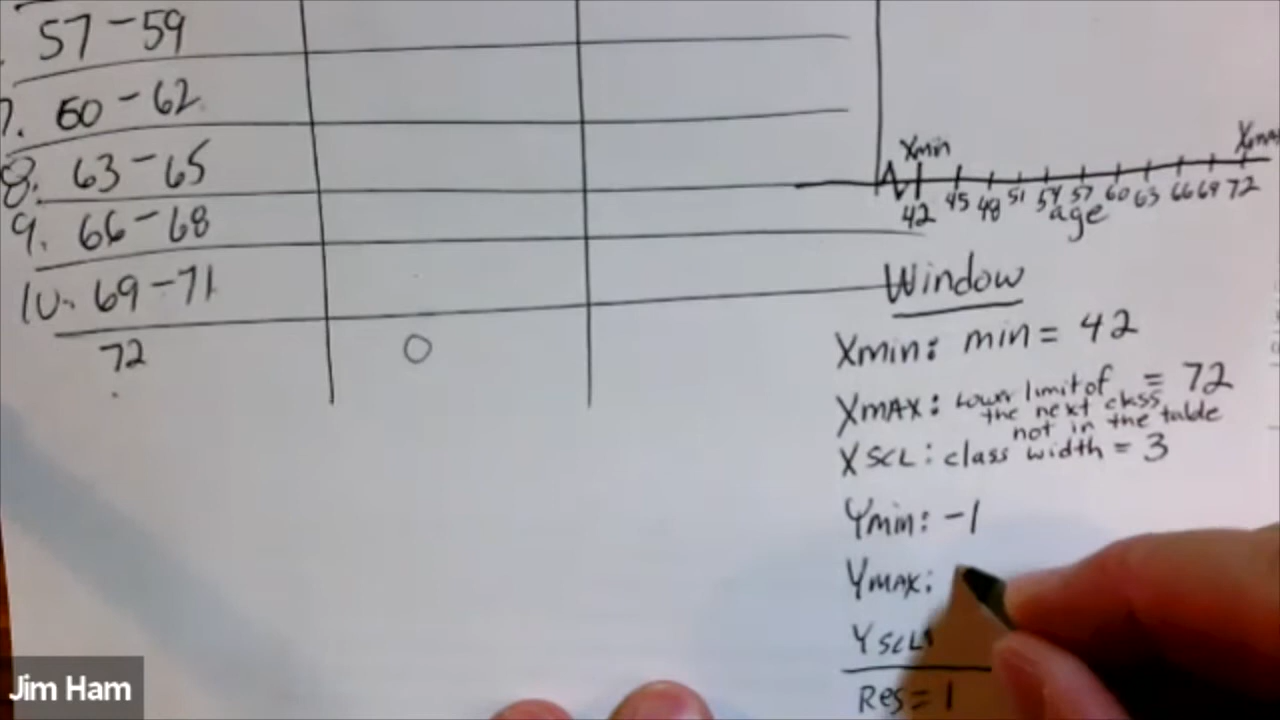 57-59
7. 60-62
8. 63-65
9. 66-68
10. 69-71
72 0
Xmin
42 45 48 51 54 57 60 63 66 69 72
age
Window
Xmin: min = 42
XMAX: lower limit of = 72
the next class
not in the table
XSCL: class width = 3
Ymin: -1
YMAX:
YSCL
Res = 1
Jim Ham